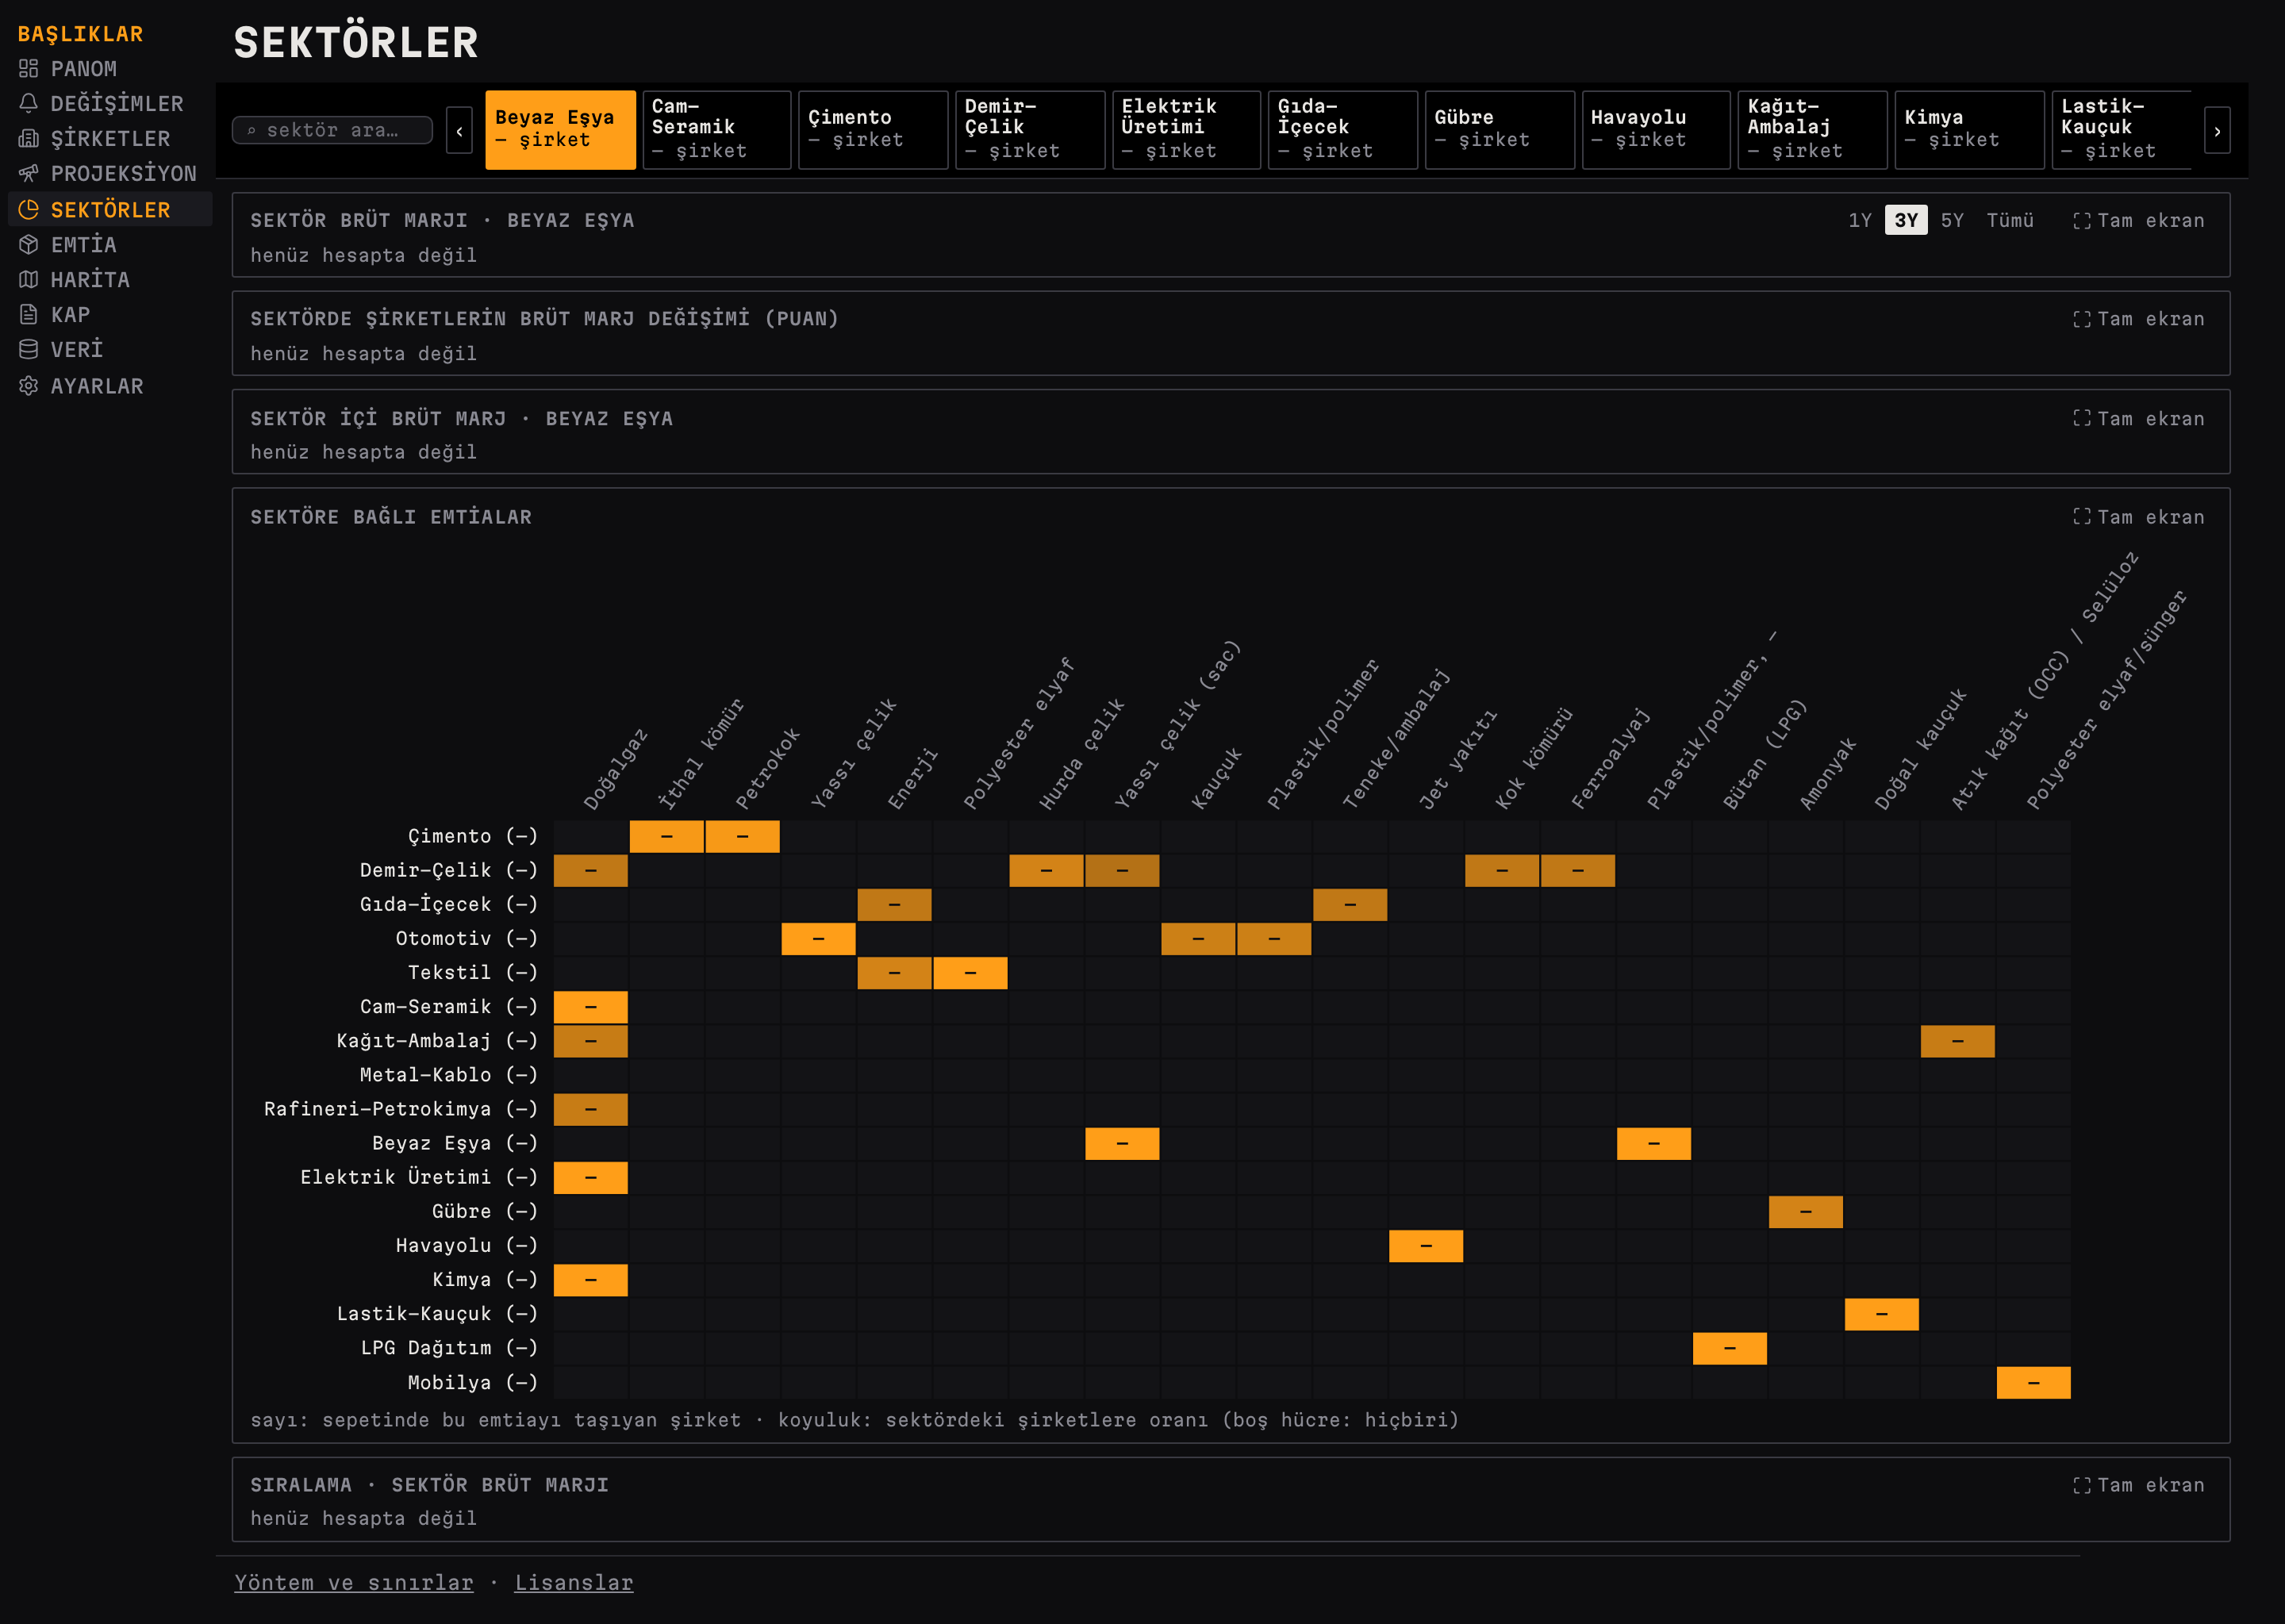 BAŞLIKLAR
PANOM
DEĞİŞİMLER
ŞİRKETLER
PROJEKSİYON
SEKTÖRLER
EMTİA
HARİTA
KAP
VERİ
AYARLAR
SEKTÖRLER
sektör ara…
‹
Beyaz Eşya
— şirket
Cam-
Seramik
— şirket
Çimento
— şirket
Demir-
Çelik
— şirket
Elektrik
Üretimi
— şirket
Gıda-
İçecek
— şirket
Gübre
— şirket
Havayolu
— şirket
Kağıt-
Ambalaj
— şirket
Kimya
— şirket
Lastik-
Kauçuk
— şirket
›
SEKTÖR BRÜT MARJI · BEYAZ EŞYA
1Y 3Y 5Y Tümü Tam ekran
henüz hesapta değil
SEKTÖRDE ŞİRKETLERİN BRÜT MARJ DEĞİŞİMİ (PUAN)
Tam ekran
henüz hesapta değil
SEKTÖR İÇİ BRÜT MARJ · BEYAZ EŞYA
Tam ekran
henüz hesapta değil
SEKTÖRE BAĞLI EMTİALAR
Tam ekran
Doğalgaz
İthal kömür
Petrokok
Yassı çelik
Enerji
Polyester elyaf
Hurda çelik
Yassı çelik (sac)
Kauçuk
Plastik/polimer
Teneke/ambalaj
Jet yakıtı
Kok kömürü
Ferroalyaj
Plastik/polimer, —
Bütan (LPG)
Amonyak
Doğal kauçuk
Atık kağıt (OCC) / Selüloz
Polyester elyaf/sünger
Çimento (—) — —
Demir-Çelik (—) — — — — —
Gıda-İçecek (—) — —
Otomotiv (—) — — —
Tekstil (—) — —
Cam-Seramik (—) —
Kağıt-Ambalaj (—) — —
Metal-Kablo (—)
Rafineri-Petrokimya (—) —
Beyaz Eşya (—) — —
Elektrik Üretimi (—) —
Gübre (—) —
Havayolu (—) —
Kimya (—) —
Lastik-Kauçuk (—) —
LPG Dağıtım (—) —
Mobilya (—) —
sayı: sepetinde bu emtiayı taşıyan şirket · koyuluk: sektördeki şirketlere oranı (boş hücre: hiçbiri)
SIRALAMA · SEKTÖR BRÜT MARJI
Tam ekran
henüz hesapta değil
Yöntem ve sınırlar · Lisanslar